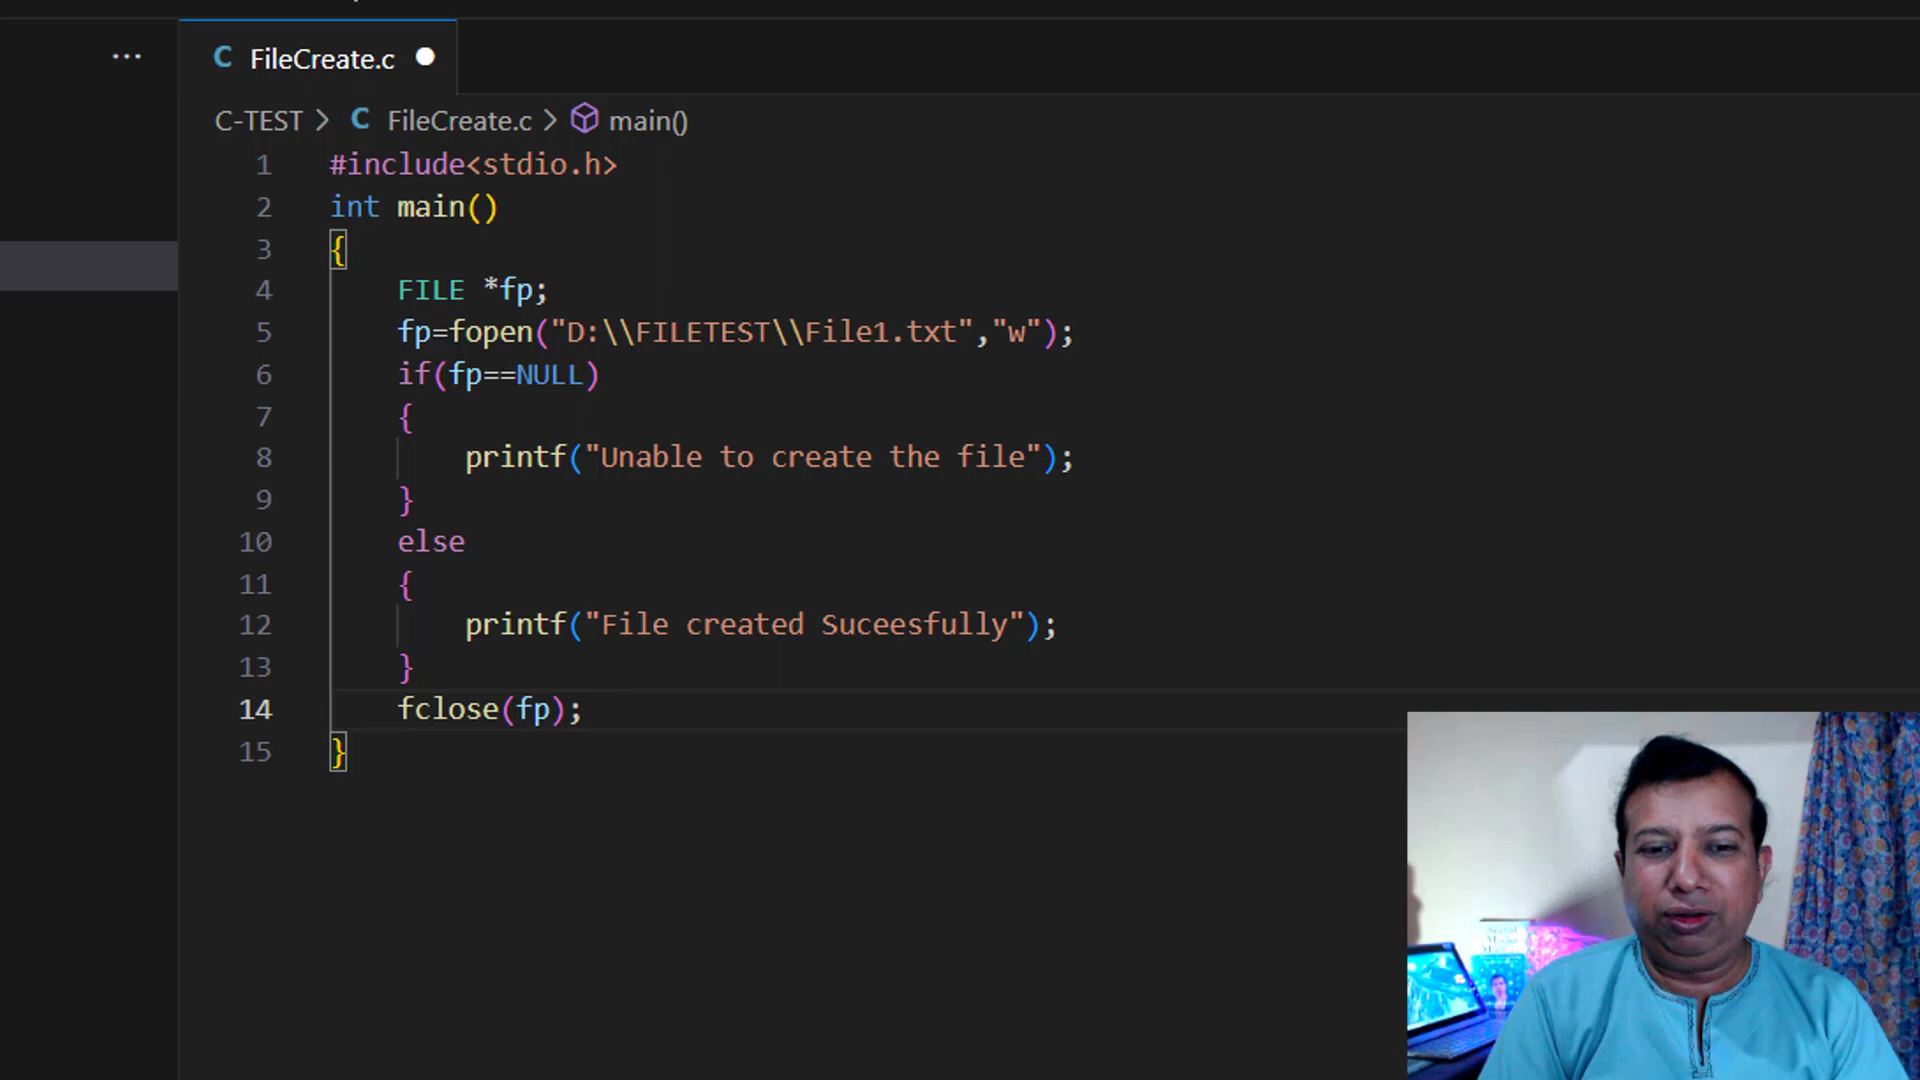 FileCreate.c
C-TEST > FileCreate.c > main()
1 #include<stdio.h>
2 int main()
3 {
4 FILE *fp;
5 fp=fopen("D:\\FILETEST\\File1.txt","w");
6 if(fp==NULL)
7 {
8 printf("Unable to create the file");
9 }
10 else
11 {
12 printf("File created Suceesfully");
13 }
14 fclose(fp);
15 }
Social
Media